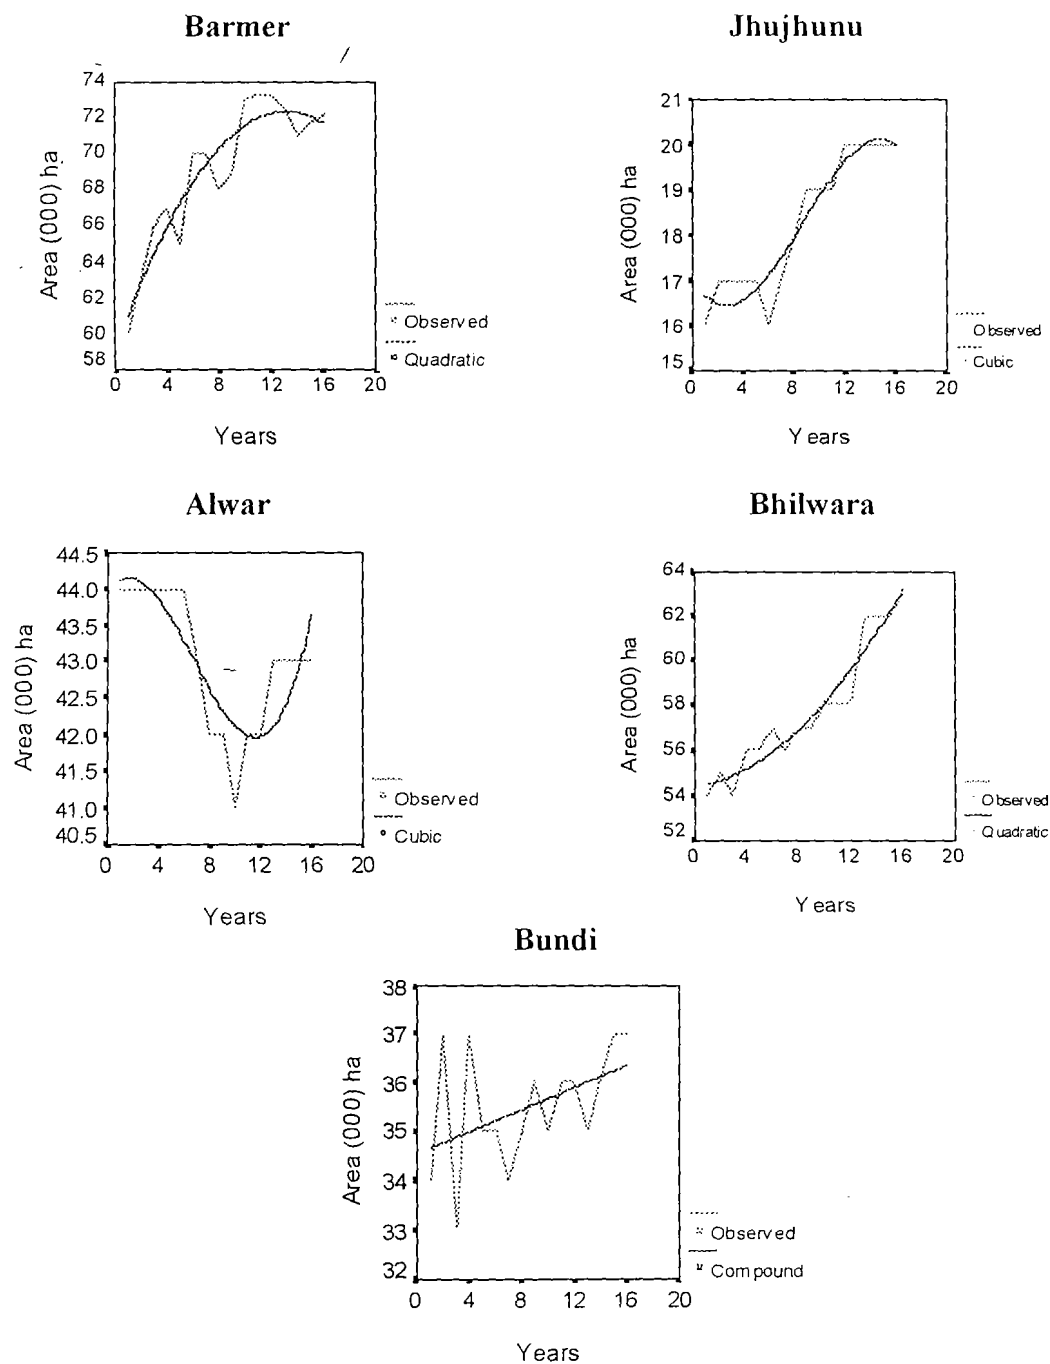 Barmer
Jhujhunu
74
72
70
68
66
64
62
60
58
Area (000) ha
0 4 8 12 16 20
Years
Observed
Quadratic
21
20
19
18
17
16
15
Area (000) ha
0 4 8 12 16 20
Years
Observed
Cubic
Alwar
Bhilwara
44.5
44.0
43.5
43.0
42.5
42.0
41.5
41.0
40.5
Area (000) ha
0 4 8 12 16 20
Years
Observed
Cubic
64
62
60
58
56
54
52
Area (000) ha
0 4 8 12 16 20
Years
Observed
Quadratic
Bundi
38
37
36
35
34
33
32
Area (000) ha
0 4 8 12 16 20
Years
Observed
Compound